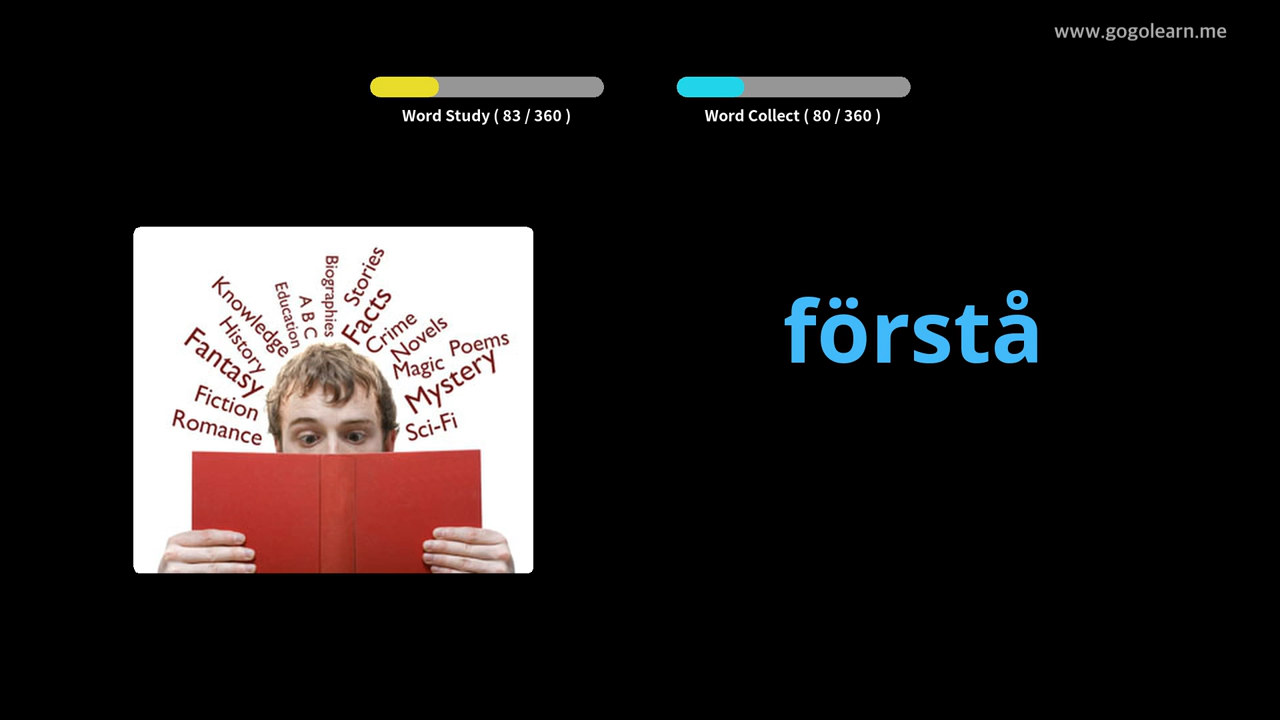 www.gogolearn.me
Word Study ( 83 / 360 )
Word Collect ( 80 / 360 )
förstå
Biographies
Stories
Education
A B C
Facts
Knowledge
Crime
History
Novels
Poems
Fantasy
Magic
Mystery
Fiction
Romance
Sci-Fi